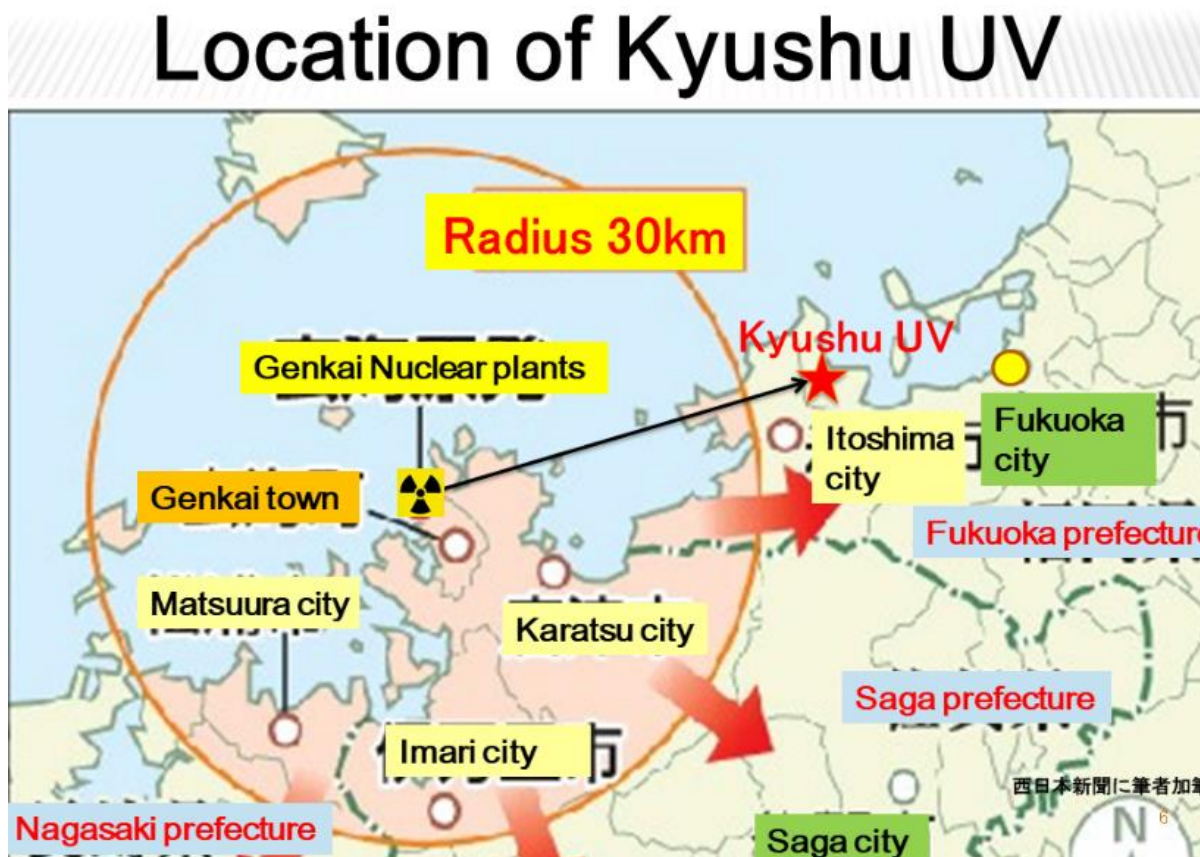 Location of Kyushu UV
Radius 30km
Kyushu UV
Genkai Nuclear plants
Itoshima
city
Fukuoka
city
市
Genkai town
Fukuoka prefecture
Matsuura city
Karatsu city
Saga prefecture
Imari city
市
西日本新聞に筆者加筆
Nagasaki prefecture
Saga city
N
6